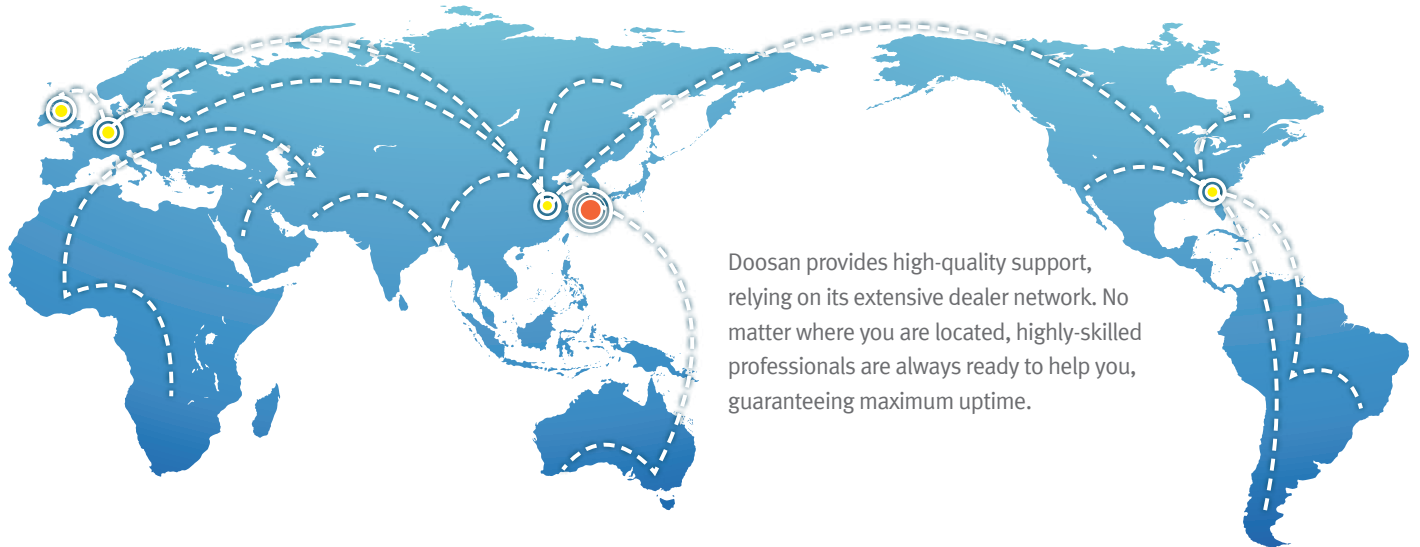 Doosan provides high-quality support,
relying on its extensive dealer network. No
matter where you are located, highly-skilled
professionals are always ready to help you,
guaranteeing maximum uptime.